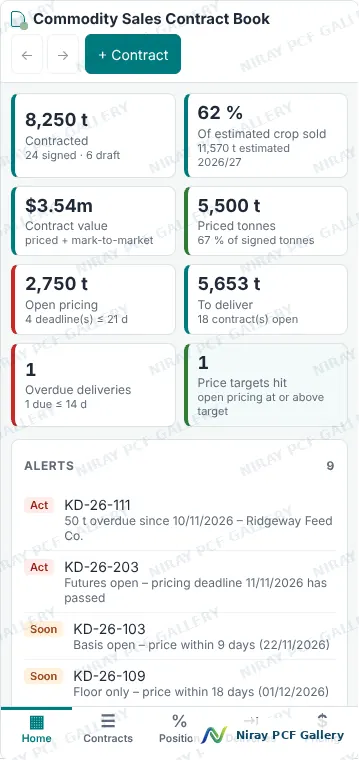 Commodity Sales Contract Book
← →
+ Contract
8,250 t
Contracted
24 signed · 6 draft
62 %
Of estimated crop sold
11,570 t estimated
2026/27
$3.54m
Contract value
priced + mark-to-market
5,500 t
Priced tonnes
67 % of signed tonnes
2,750 t
Open pricing
4 deadline(s) ≤ 21 d
5,653 t
To deliver
18 contract(s) open
1
Overdue deliveries
1 due ≤ 14 d
1
Price targets hit
open pricing at or above
target
ALERTS 9
Act KD-26-111
50 t overdue since 10/11/2026 – Ridgeway Feed
Co.
Act KD-26-203
Futures open – pricing deadline 11/11/2026 has
passed
Soon KD-26-103
Basis open – price within 9 days (22/11/2026)
Soon KD-26-109
Floor only – price within 18 days (01/12/2026)
Home
Contracts
%
$
Niray PCF Gallery
NIRAY PCF GALLERY